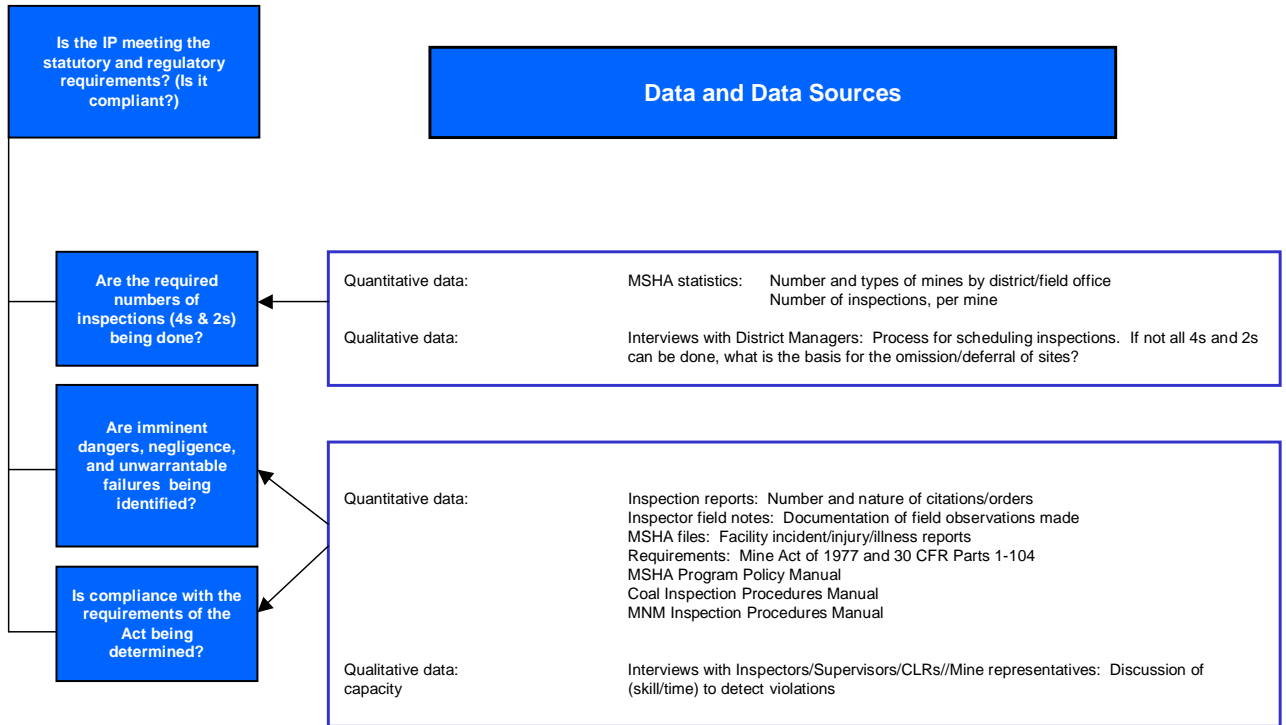 Is the IP meeting the
statutory and regulatory
requirements? (Is it
compliant?)
Data and Data Sources
Are the required
numbers of
inspections (4s & 2s)
being done?
Quantitative data: MSHA statistics: Number and types of mines by district/field office
Number of inspections, per mine
Qualitative data: Interviews with District Managers: Process for scheduling inspections. If not all 4s and 2s
can be done, what is the basis for the omission/deferral of sites?
Are imminent
dangers, negligence,
and unwarrantable
failures being
identified?
Is compliance with the
requirements of the
Act being
determined?
Quantitative data: Inspection reports: Number and nature of citations/orders
Inspector field notes: Documentation of field observations made
MSHA files: Facility incident/injury/illness reports
Requirements: Mine Act of 1977 and 30 CFR Parts 1-104
MSHA Program Policy Manual
Coal Inspection Procedures Manual
MNM Inspection Procedures Manual
Qualitative data: Interviews with Inspectors/Supervisors/CLRs//Mine representatives: Discussion of
capacity (skill/time) to detect violations